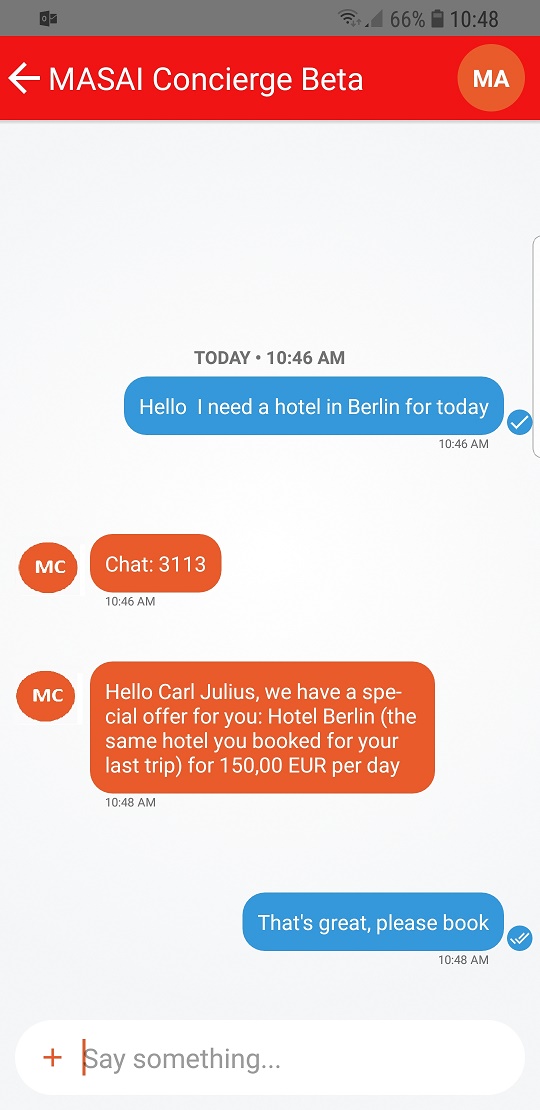 66% 10:48
MASAI Concierge Beta
MA
TODAY • 10:46 AM
Hello  I need a hotel in Berlin for today
10:46 AM
MC
Chat: 3113
10:46 AM
MC
Hello Carl Julius, we have a spe-
cial offer for you: Hotel Berlin (the
same hotel you booked for your
last trip) for 150,00 EUR per day
10:48 AM
That's great, please book
10:48 AM
+ Say something...